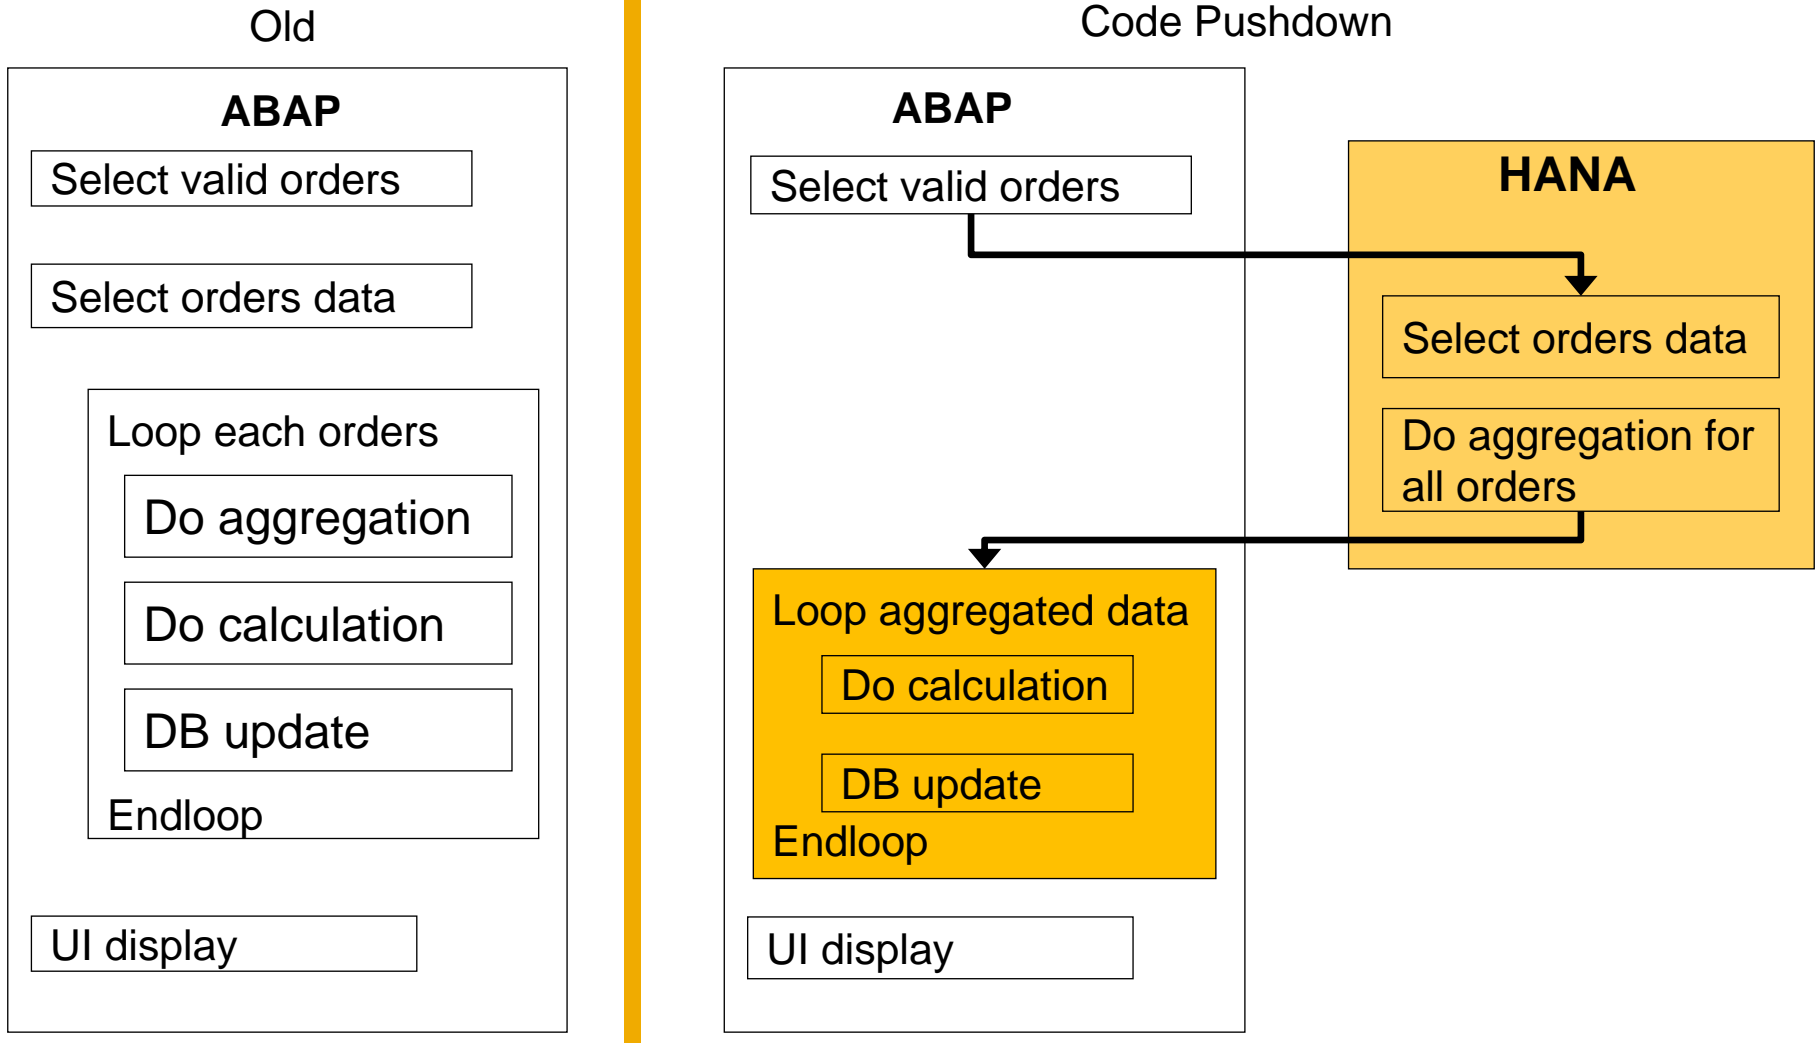 Old
ABAP
Select valid orders
Select orders data
Loop each orders
Do aggregation
Do calculation
DB update
Endloop
UI display
Code Pushdown
ABAP
Select valid orders
HANA
Select orders data
Do aggregation for
all orders
Loop aggregated data
Do calculation
DB update
Endloop
UI display